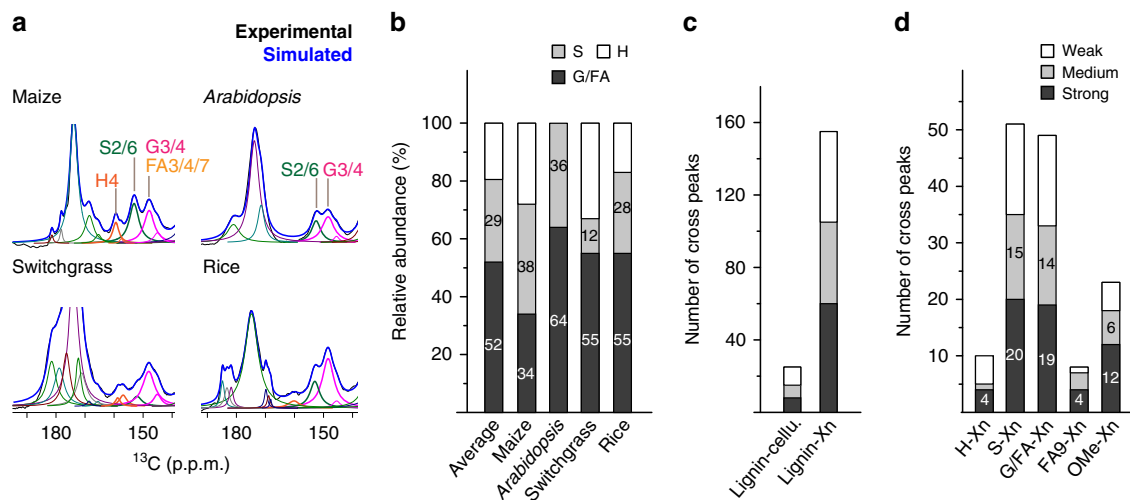 a
Experimental
Simulated
Maize
Arabidopsis
S2/6
G3/4
FA3/4/7
H4
S2/6
G3/4
Switchgrass
Rice
180
150
180
150
13C (p.p.m.)
b
S
H
G/FA
Relative abundance (%)
100
80
60
40
20
29
52
38
34
36
64
12
55
28
55
Average
Maize
Arabidopsis
Switchgrass
Rice
c
Number of cross peaks
160
120
80
40
Lignin-cellu.
Lignin-Xn
d
Weak
Medium
Strong
Number of cross peaks
50
40
30
20
10
0
4
15
20
14
19
4
6
12
H-Xn
S-Xn
G/FA-Xn
FA9-Xn
OMe-Xn